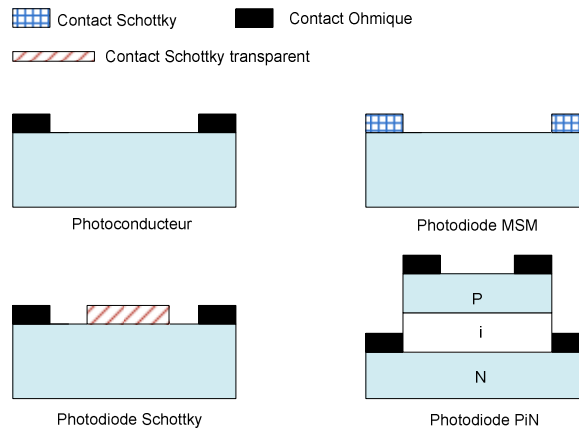 Contact Schottky
Contact Ohmique
Contact Schottky transparent
Photoconducteur
Photodiode MSM
P
i
N
Photodiode Schottky
Photodiode PiN